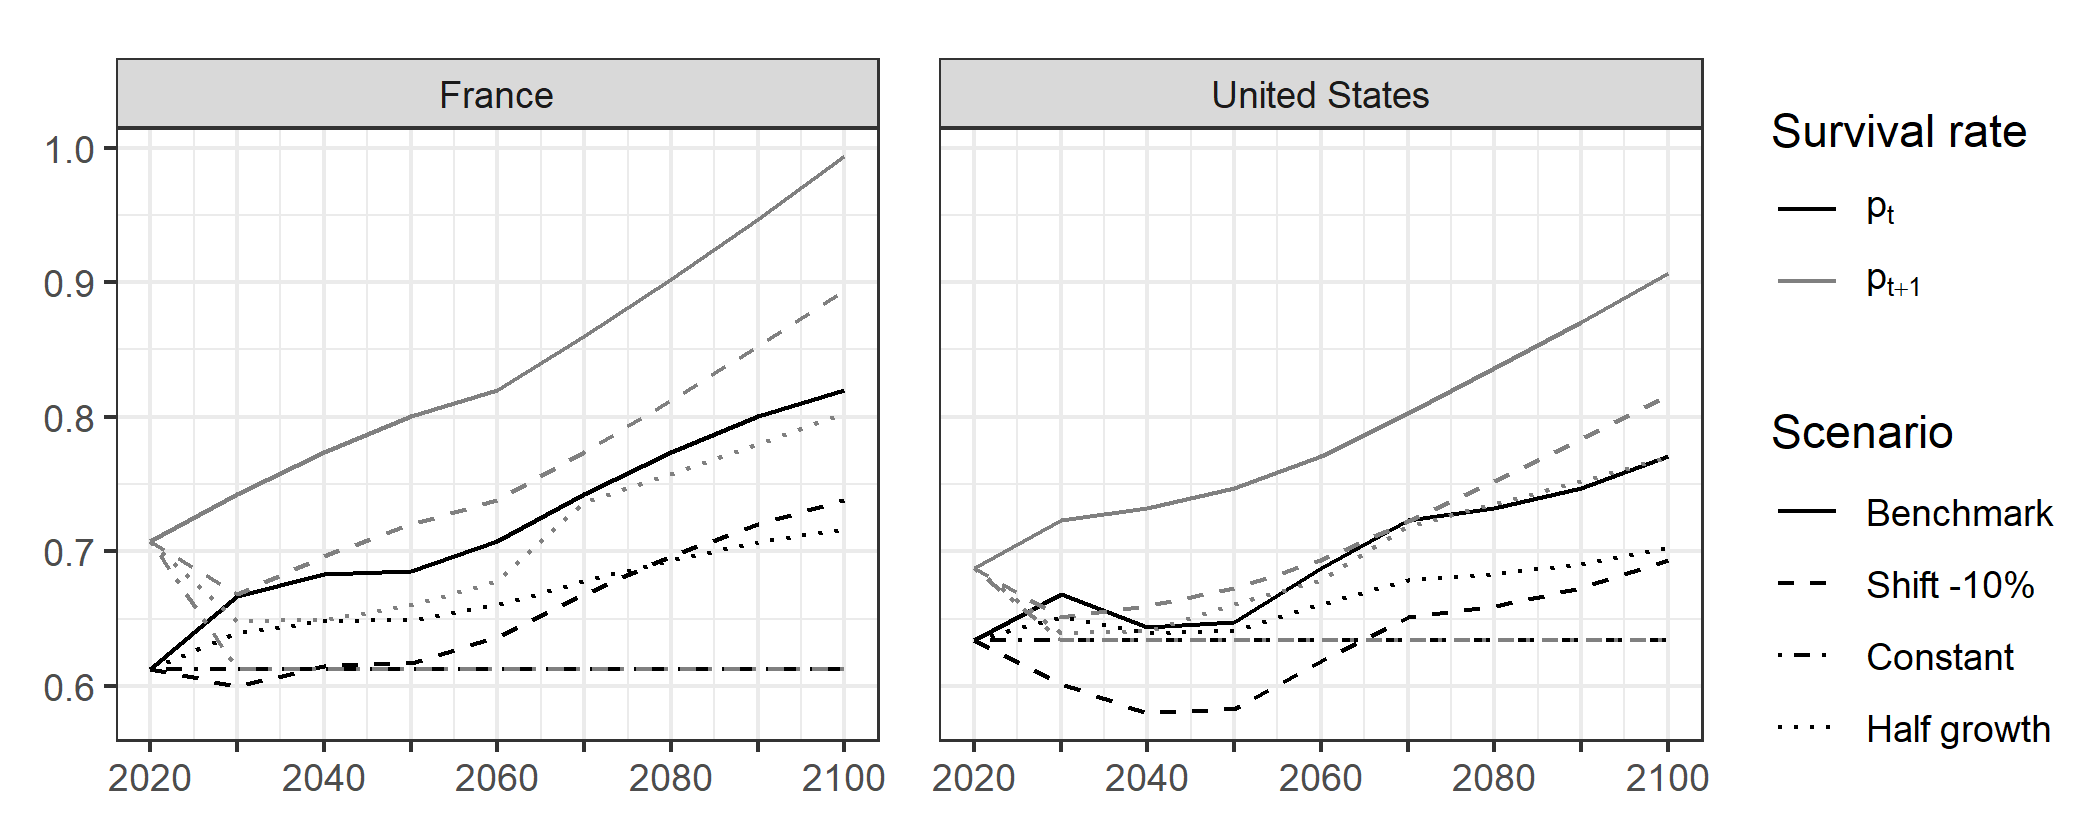 France
United States
1.0
0.9
0.8
0.7
0.6
2020 2040 2060 2080 2100
2020 2040 2060 2080 2100
Survival rate
pt
pt+1
Scenario
Benchmark
Shift -10%
Constant
Half growth